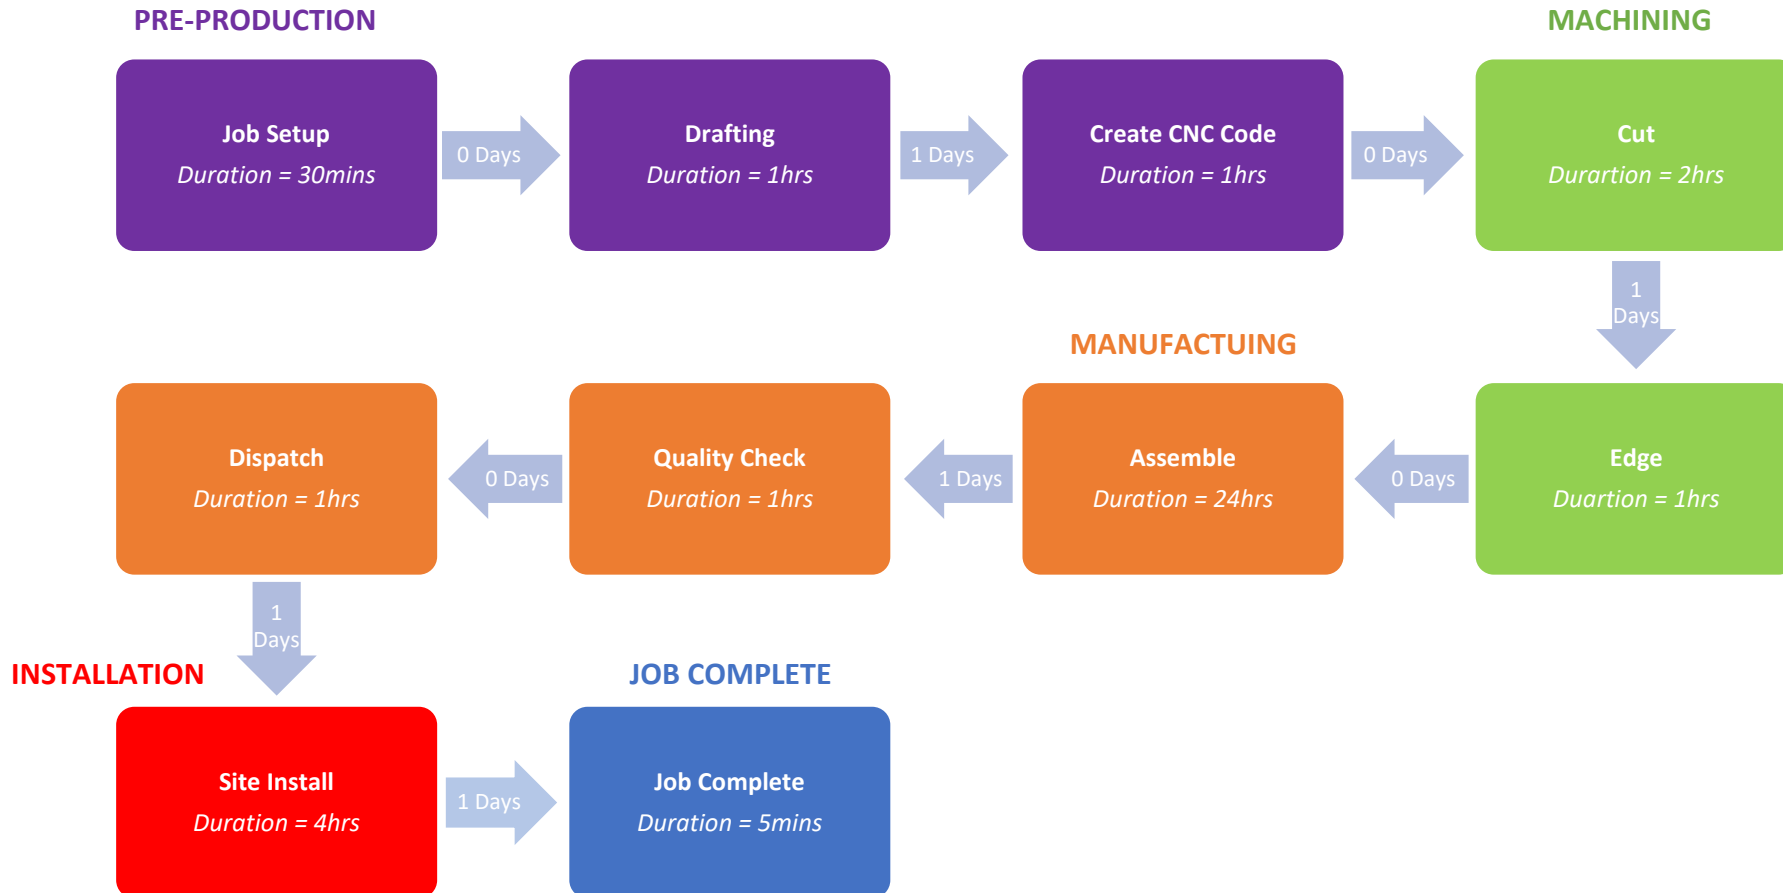 PRE-PRODUCTION
MACHINING
Job Setup
Duration = 30mins
0 Days
Drafting
Duration = 1hrs
1 Days
Create CNC Code
Duration = 1hrs
0 Days
Cut
Durartion = 2hrs
1
Days
MANUFACTUING
Edge
Duartion = 1hrs
0 Days
Assemble
Duration = 24hrs
1 Days
Quality Check
Duration = 1hrs
0 Days
Dispatch
Duration = 1hrs
1
Days
INSTALLATION
JOB COMPLETE
Site Install
Duration = 4hrs
1 Days
Job Complete
Duration = 5mins